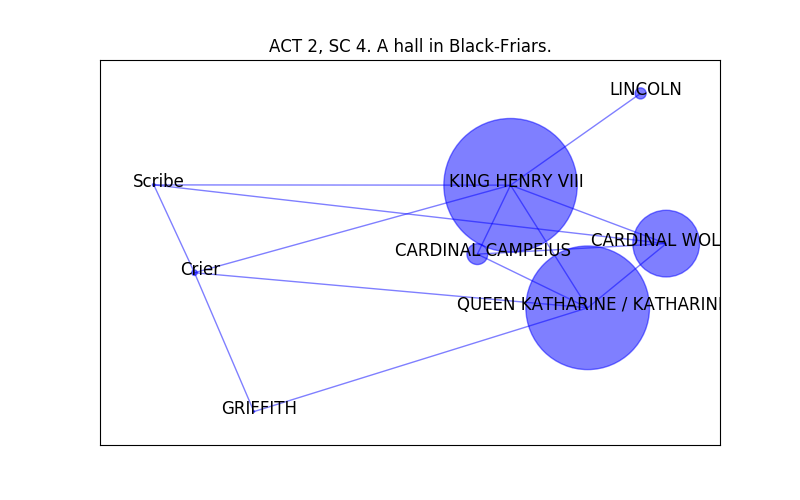 ACT 2, SC 4. A hall in Black-Friars.
LINCOLN
Scribe
KING HENRY VIII
CARDINAL WOL
CARDINAL CAMPEIUS
Crier
QUEEN KATHARINE / KATHARIN
GRIFFITH